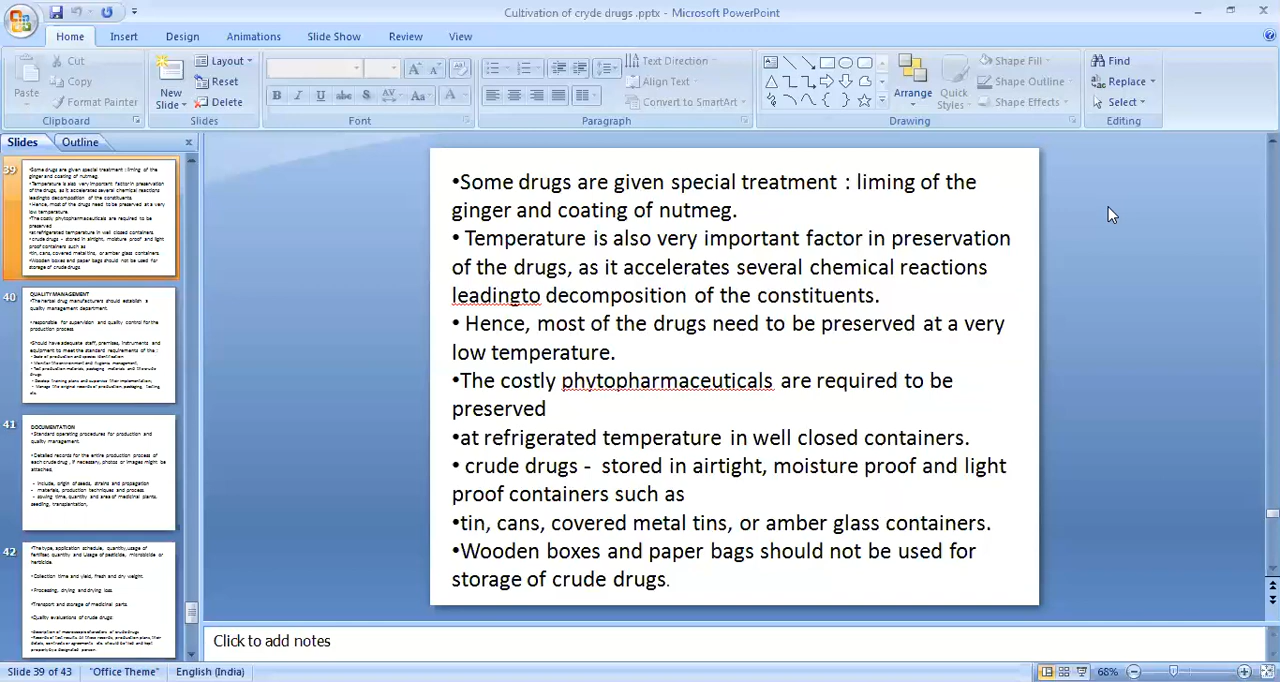 Cultivation of cryde drugs .pptx - Microsoft PowerPoint
Home Insert Design Animations Slide Show Review View
Cut Layout Text Direction Shape Fill Find
Copy Reset Align Text Shape Outline Replace
Paste Format Painter New Slide Delete Convert to SmartArt Arrange Quick Styles Shape Effects Select
Clipboard Slides Font Paragraph Drawing Editing
Slides Outline
39
•Some drugs are given special treatment : liming of the
ginger and coating of nutmeg.
• Temperature is also very important factor in preservation
of the drugs, as it accelerates several chemical reactions
leadingto decomposition of the constituents.
• Hence, most of the drugs need to be preserved at a very
low temperature.
•The costly phytopharmaceuticals are required to be
preserved
•at refrigerated temperature in well closed containers.
• crude drugs - stored in airtight, moisture proof and light
proof containers such as
•tin, cans, covered metal tins, or amber glass containers.
•Wooden boxes and paper bags should not be used for
storage of crude drugs.
40
QUALITY MANAGEMENT
41
DOCUMENTATION
42
Click to add notes
Slide 39 of 43 "Office Theme" English (India) 68%